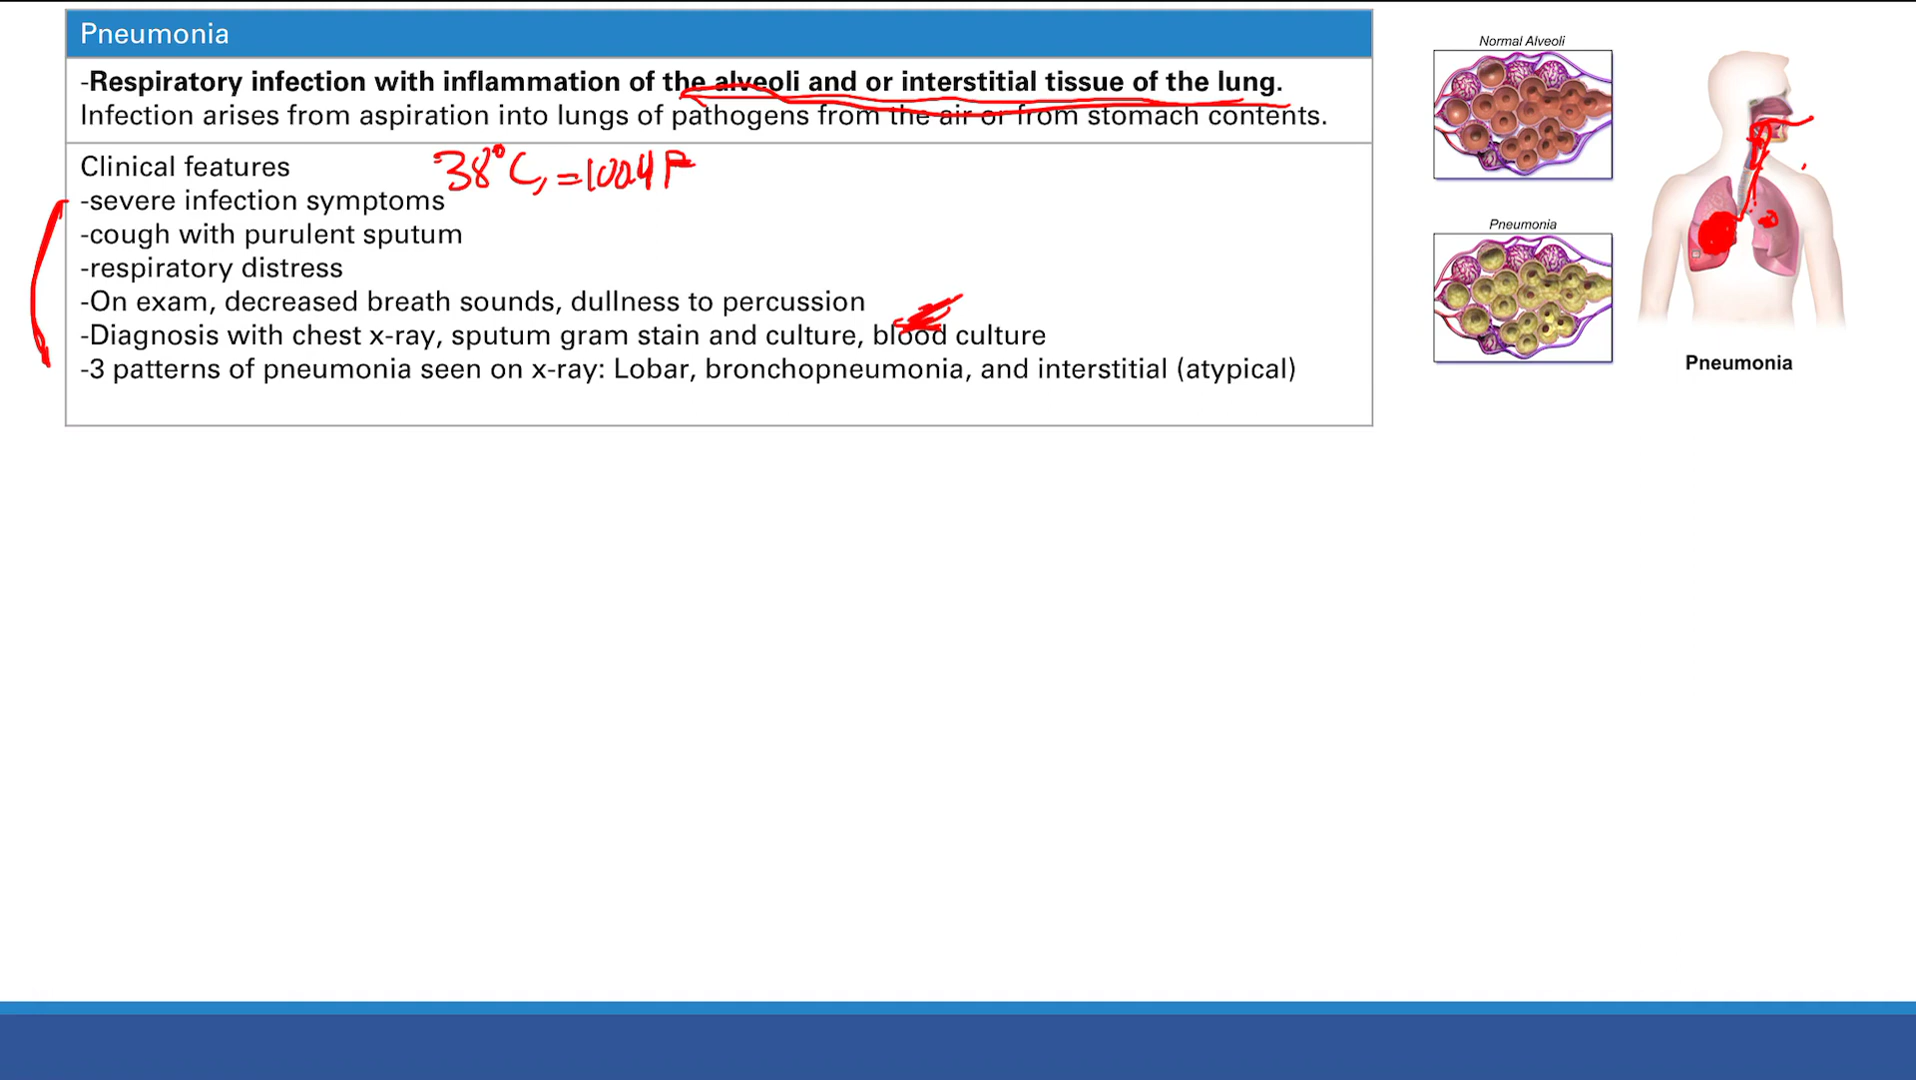 Pneumonia
-Respiratory infection with inflammation of the alveoli and or interstitial tissue of the lung.
Infection arises from aspiration into lungs of pathogens from the air or from stomach contents.
Clinical features
38°C, =100.4 F
-severe infection symptoms
-cough with purulent sputum
-respiratory distress
-On exam, decreased breath sounds, dullness to percussion
-Diagnosis with chest x-ray, sputum gram stain and culture, blood culture
-3 patterns of pneumonia seen on x-ray: Lobar, bronchopneumonia, and interstitial (atypical)
Normal Alveoli
Pneumonia
Pneumonia